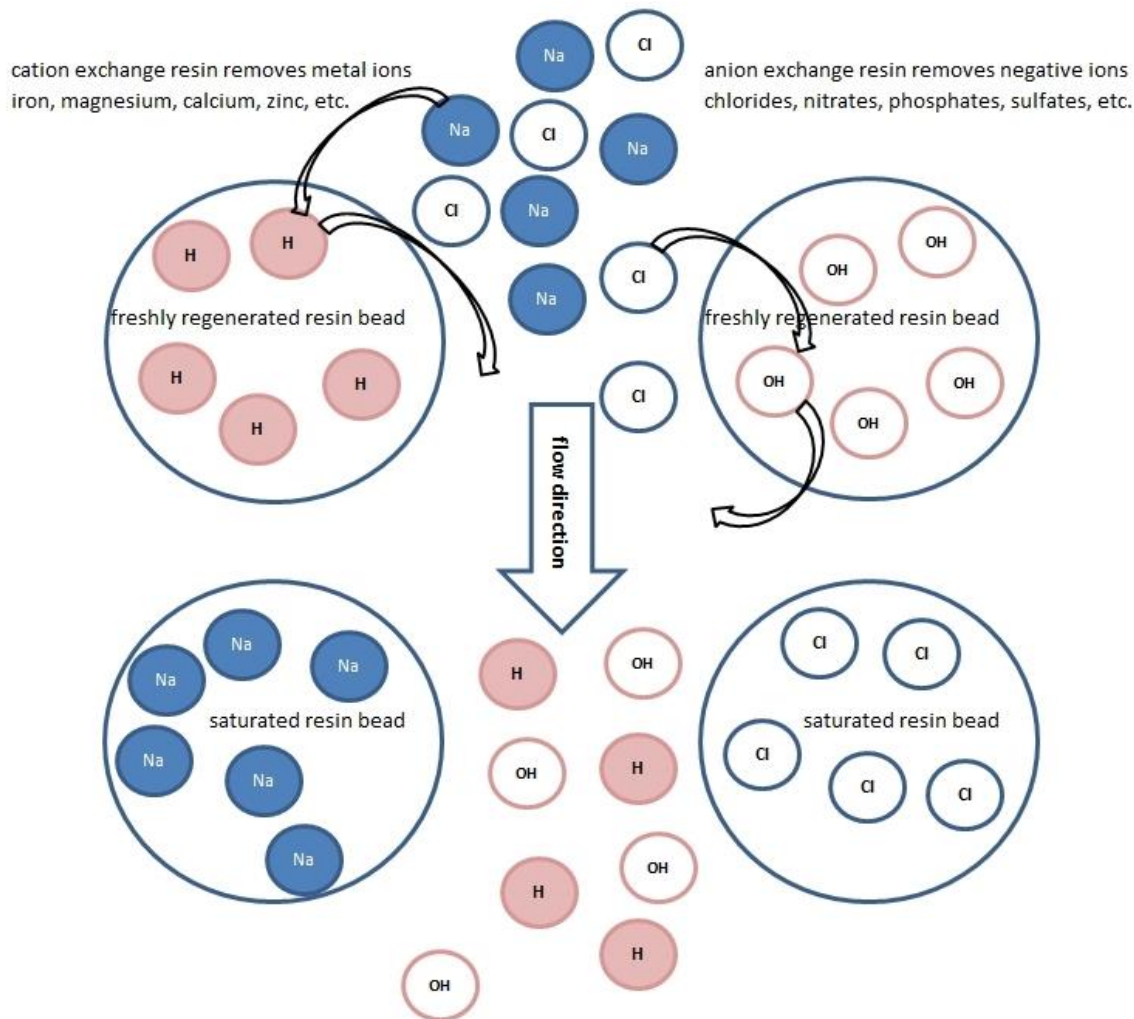 Na
Cl
cation exchange resin removes metal ions
iron, magnesium, calcium, zinc, etc.
anion exchange resin removes negative ions
chlorides, nitrates, phosphates, sulfates, etc.
Na
Cl
Na
Cl
Na
H
H
OH
OH
Na
Cl
freshly regenerated resin bead
freshly regenerated resin bead
H
H
H
Cl
OH
OH
OH
flow direction
Na
Na
Na
Na
Na
Na
saturated resin bead
H
OH
OH
H
H
OH
H
OH
Cl
Cl
saturated resin bead
Cl
Cl
Cl